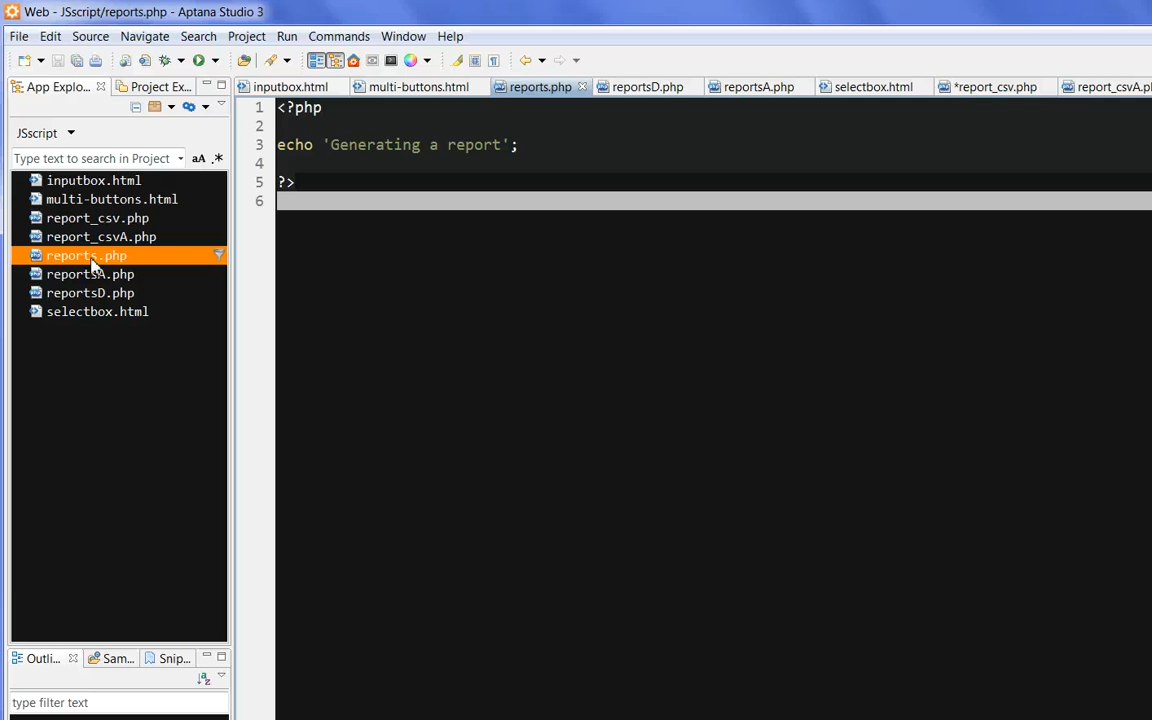 Web - JSscript/reports.php - Aptana Studio 3
File Edit Source Navigate Search Project Run Commands Window Help
App Explo... Project Ex...
inputbox.html multi-buttons.html reports.php reportsD.php reportsA.php selectbox.html *report_csv.php report_csvA.pl
JSscript
Type text to search in Project aA .*
inputbox.html
multi-buttons.html
report_csv.php
report_csvA.php
reports.php
reportsA.php
reportsD.php
selectbox.html
1 <?php
2
3 echo 'Generating a report';
4
5 ?>
6
Outli... Sam... Snip...
type filter text